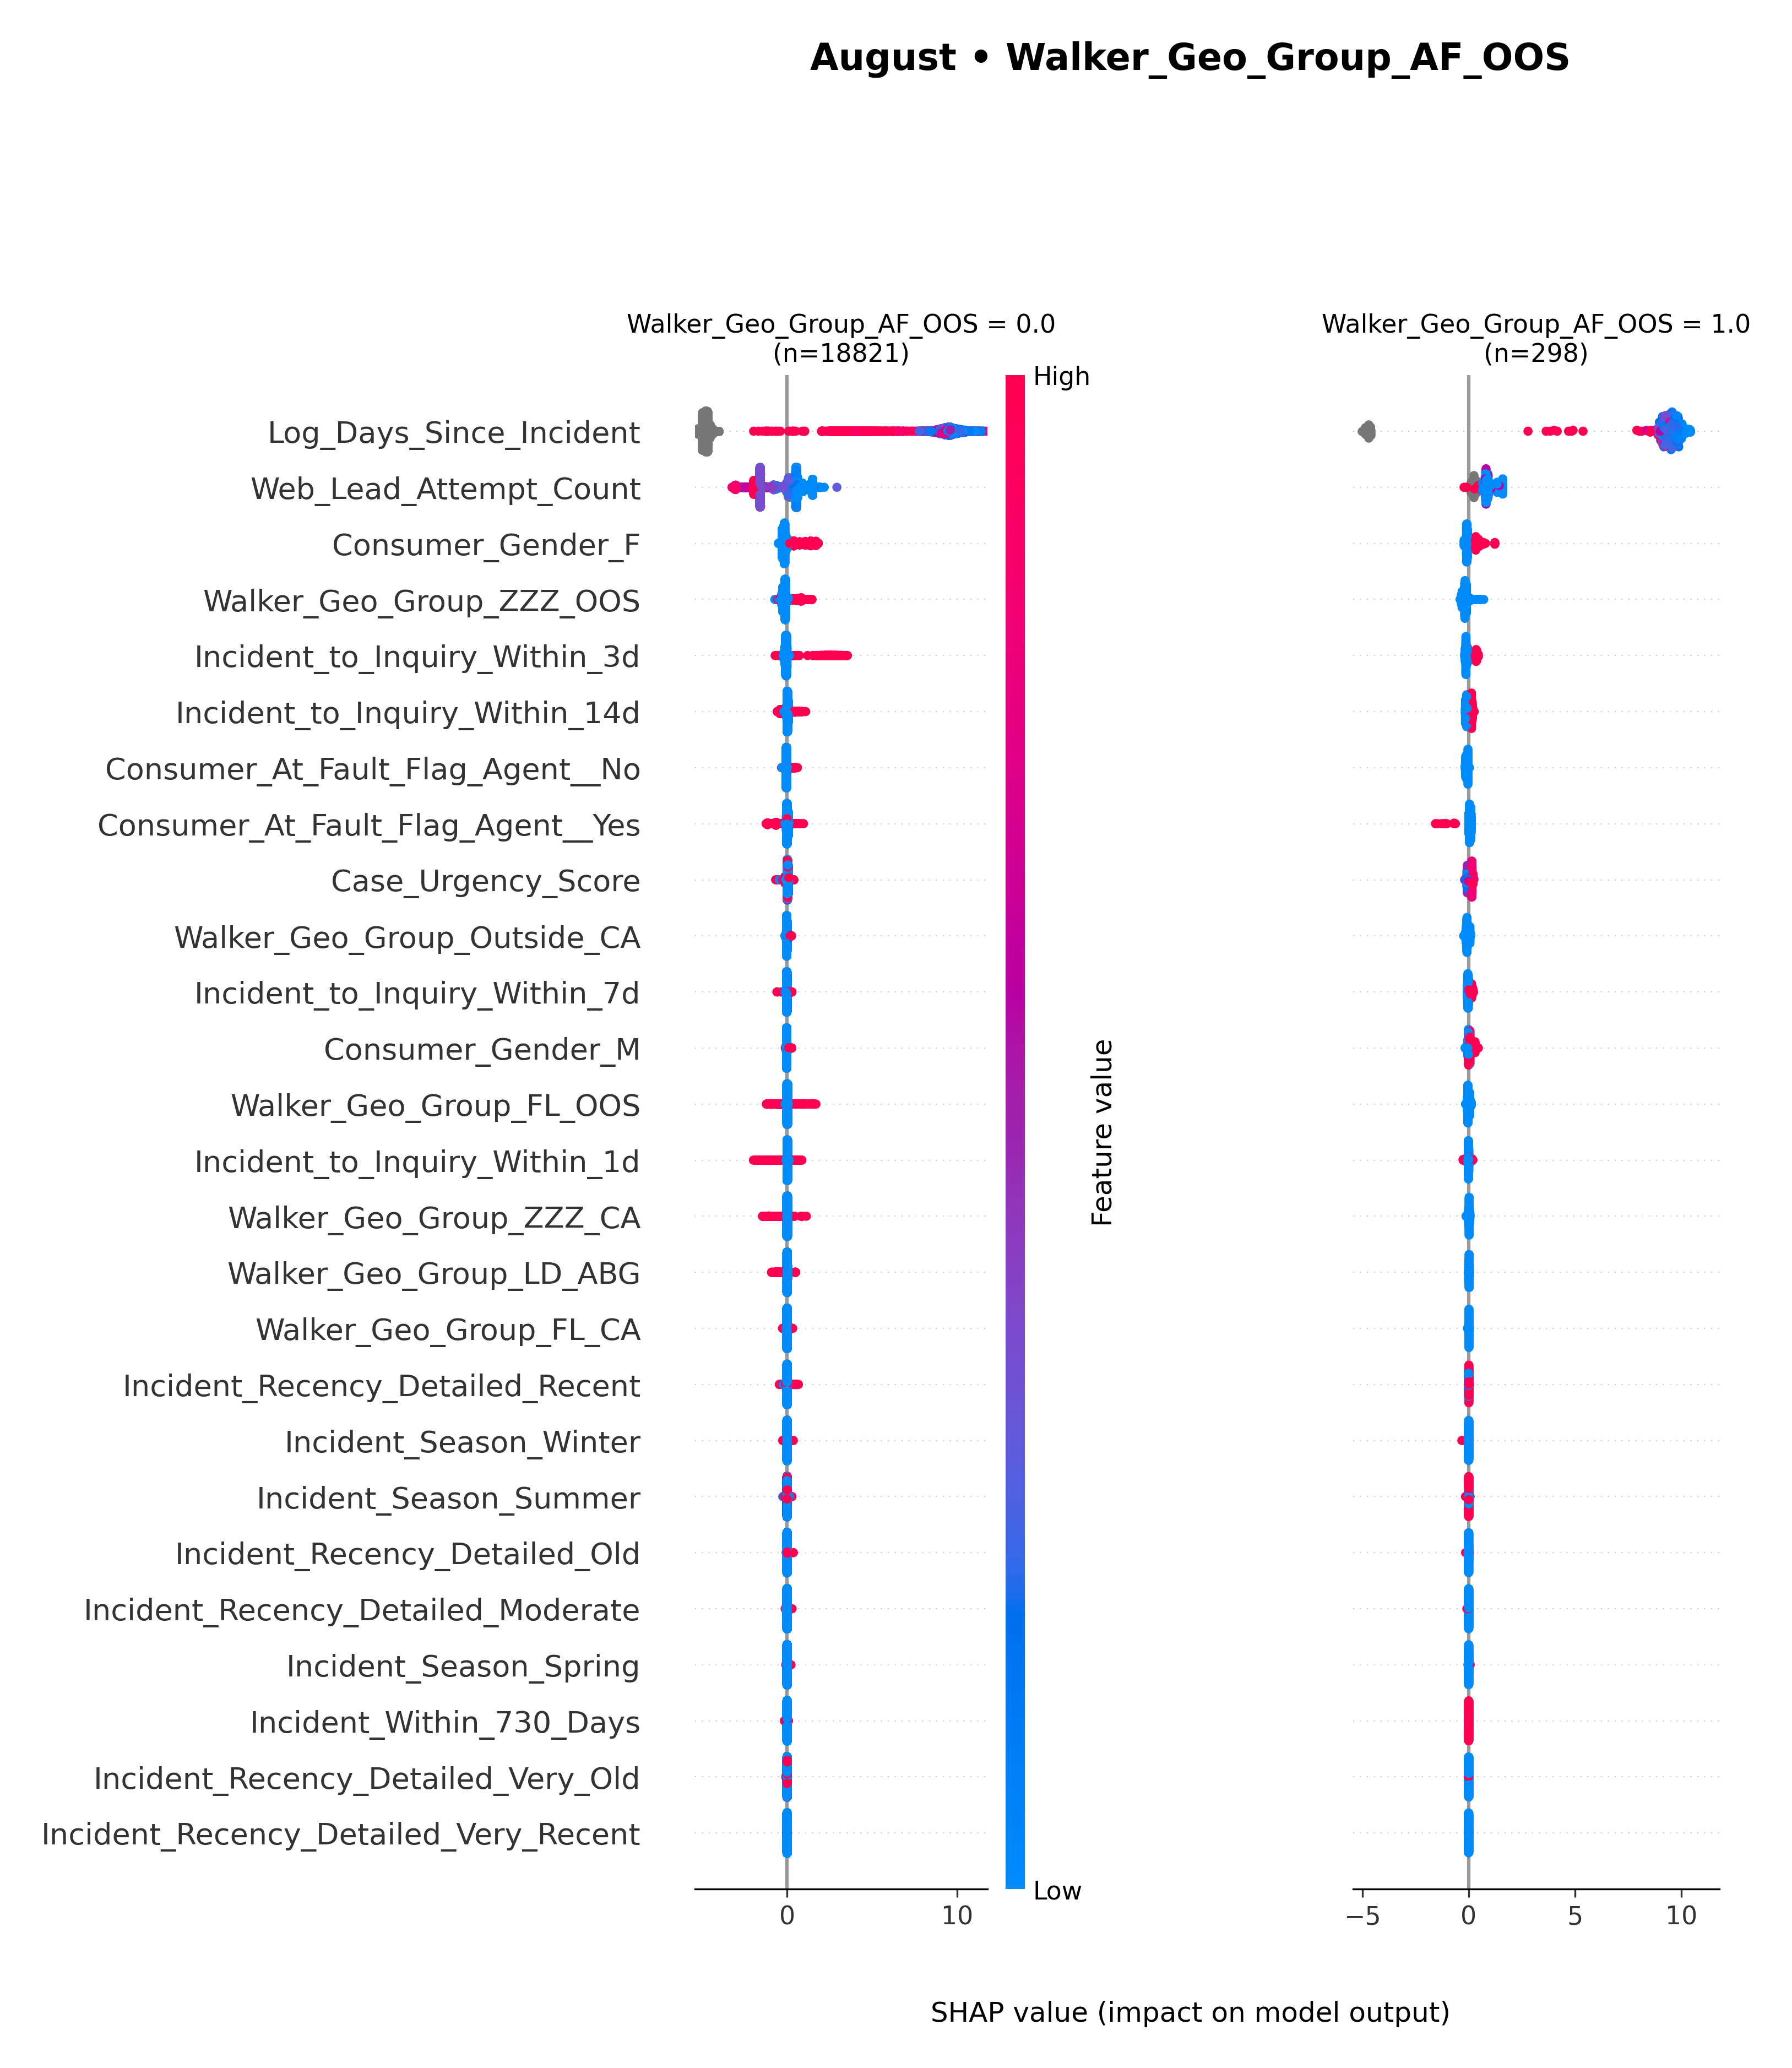 August • Walker_Geo_Group_AF_OOS
Walker_Geo_Group_AF_OOS = 0.0
(n=18821)
Walker_Geo_Group_AF_OOS = 1.0
(n=298)
High
Log_Days_Since_Incident
Web_Lead_Attempt_Count
Consumer_Gender_F
Walker_Geo_Group_ZZZ_OOS
Incident_to_Inquiry_Within_3d
Incident_to_Inquiry_Within_14d
Consumer_At_Fault_Flag_Agent__No
Consumer_At_Fault_Flag_Agent__Yes
Case_Urgency_Score
Walker_Geo_Group_Outside_CA
Incident_to_Inquiry_Within_7d
Consumer_Gender_M
Walker_Geo_Group_FL_OOS
Incident_to_Inquiry_Within_1d
Walker_Geo_Group_ZZZ_CA
Walker_Geo_Group_LD_ABG
Walker_Geo_Group_FL_CA
Incident_Recency_Detailed_Recent
Incident_Season_Winter
Incident_Season_Summer
Incident_Recency_Detailed_Old
Incident_Recency_Detailed_Moderate
Incident_Season_Spring
Incident_Within_730_Days
Incident_Recency_Detailed_Very_Old
Incident_Recency_Detailed_Very_Recent
Feature value
Low
0 10
−5 0 5 10
SHAP value (impact on model output)